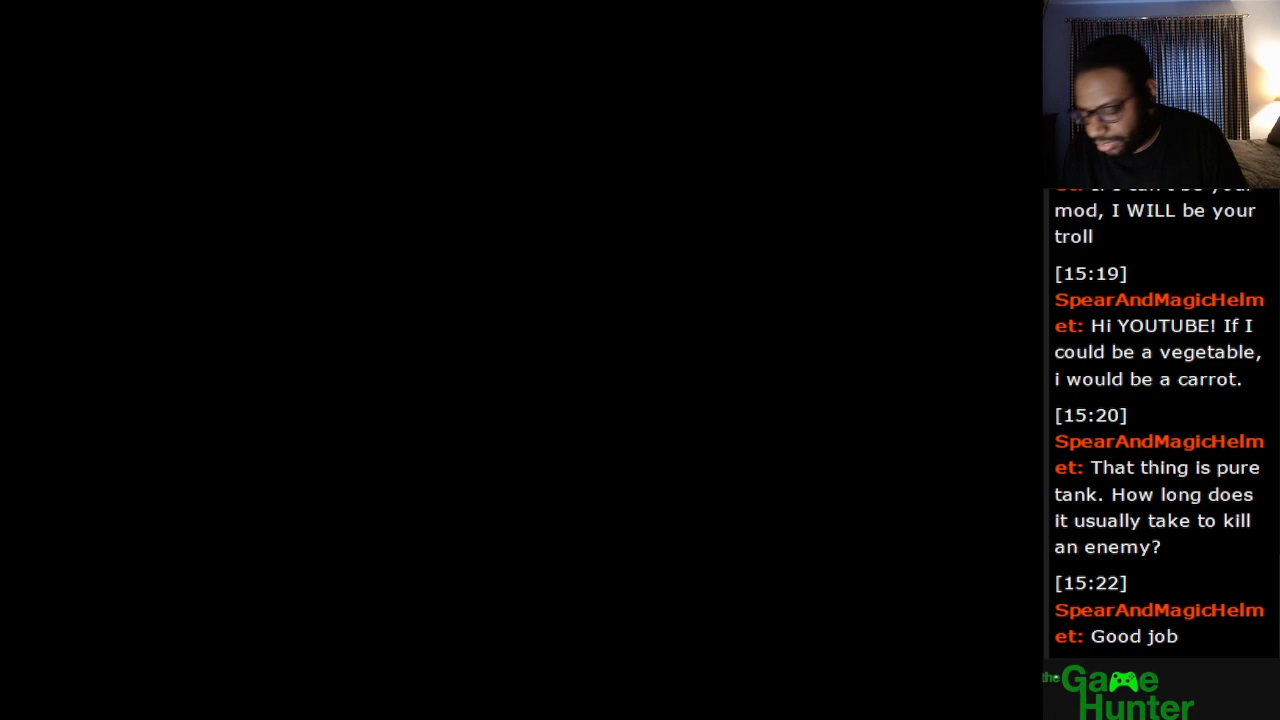 mod, I WILL be your
troll
[15:19]
SpearAndMagicHelm
et: Hi YOUTUBE! If I
could be a vegetable,
i would be a carrot.
[15:20]
SpearAndMagicHelm
et: That thing is pure
tank. How long does
it usually take to kill
an enemy?
[15:22]
SpearAndMagicHelm
et: Good job
the Game
Hunter